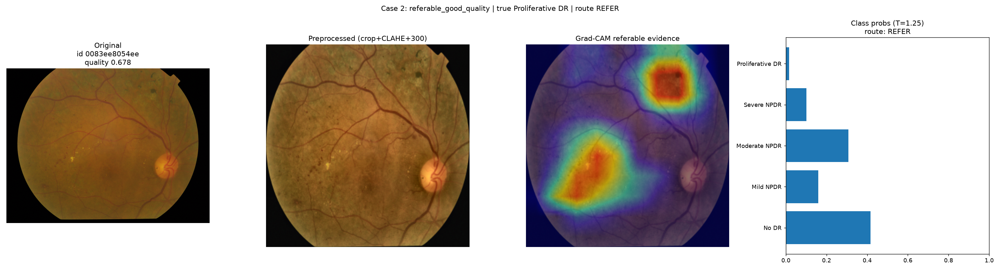 Case 2: referable_good_quality | true Proliferative DR | route REFER
Original
id 0083ee8054ee
quality 0.678
Preprocessed (crop+CLAHE+300)
Grad-CAM referable evidence
Class probs (T=1.25)
route: REFER
Proliferative DR
Severe NPDR
Moderate NPDR
Mild NPDR
No DR
0.0 0.2 0.4 0.6 0.8 1.0